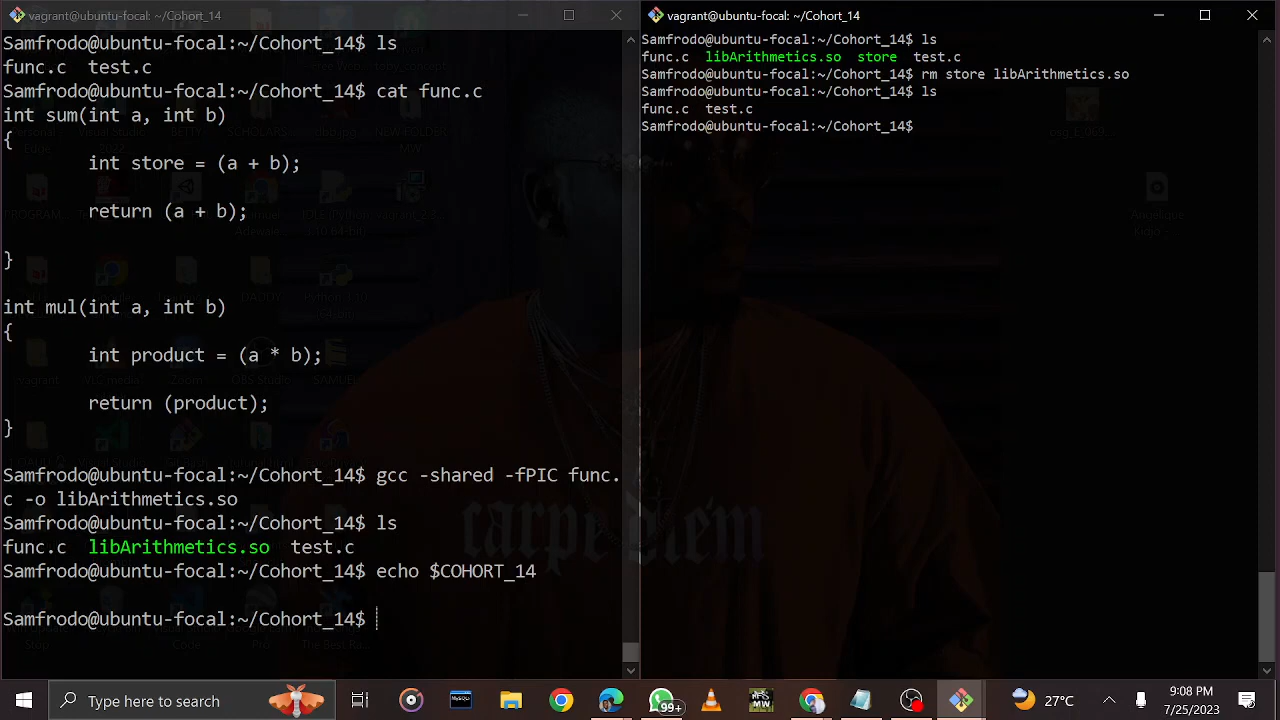 vagrant@ubuntu-focal: ~/Cohort_14
Samfrodo@ubuntu-focal:~/Cohort_14$ ls
func.c  test.c
Samfrodo@ubuntu-focal:~/Cohort_14$ cat func.c
int sum(int a, int b)
{
        int store = (a + b);
        return (a + b);
}
int mul(int a, int b)
{
        int product = (a * b);
        return (product);
}
Samfrodo@ubuntu-focal:~/Cohort_14$ gcc -shared -fPIC func.
c -o libArithmetics.so
Samfrodo@ubuntu-focal:~/Cohort_14$ ls
func.c  libArithmetics.so  test.c
Samfrodo@ubuntu-focal:~/Cohort_14$ echo $COHORT_14
Samfrodo@ubuntu-focal:~/Cohort_14$
vagrant@ubuntu-focal: ~/Cohort_14
Samfrodo@ubuntu-focal:~/Cohort_14$ ls
func.c  libArithmetics.so  store  test.c
Samfrodo@ubuntu-focal:~/Cohort_14$ rm store libArithmetics.so
Samfrodo@ubuntu-focal:~/Cohort_14$ ls
func.c  test.c
Samfrodo@ubuntu-focal:~/Cohort_14$
carpe diem
Type here to search
99+
27°C
9:08 PM
7/25/2023